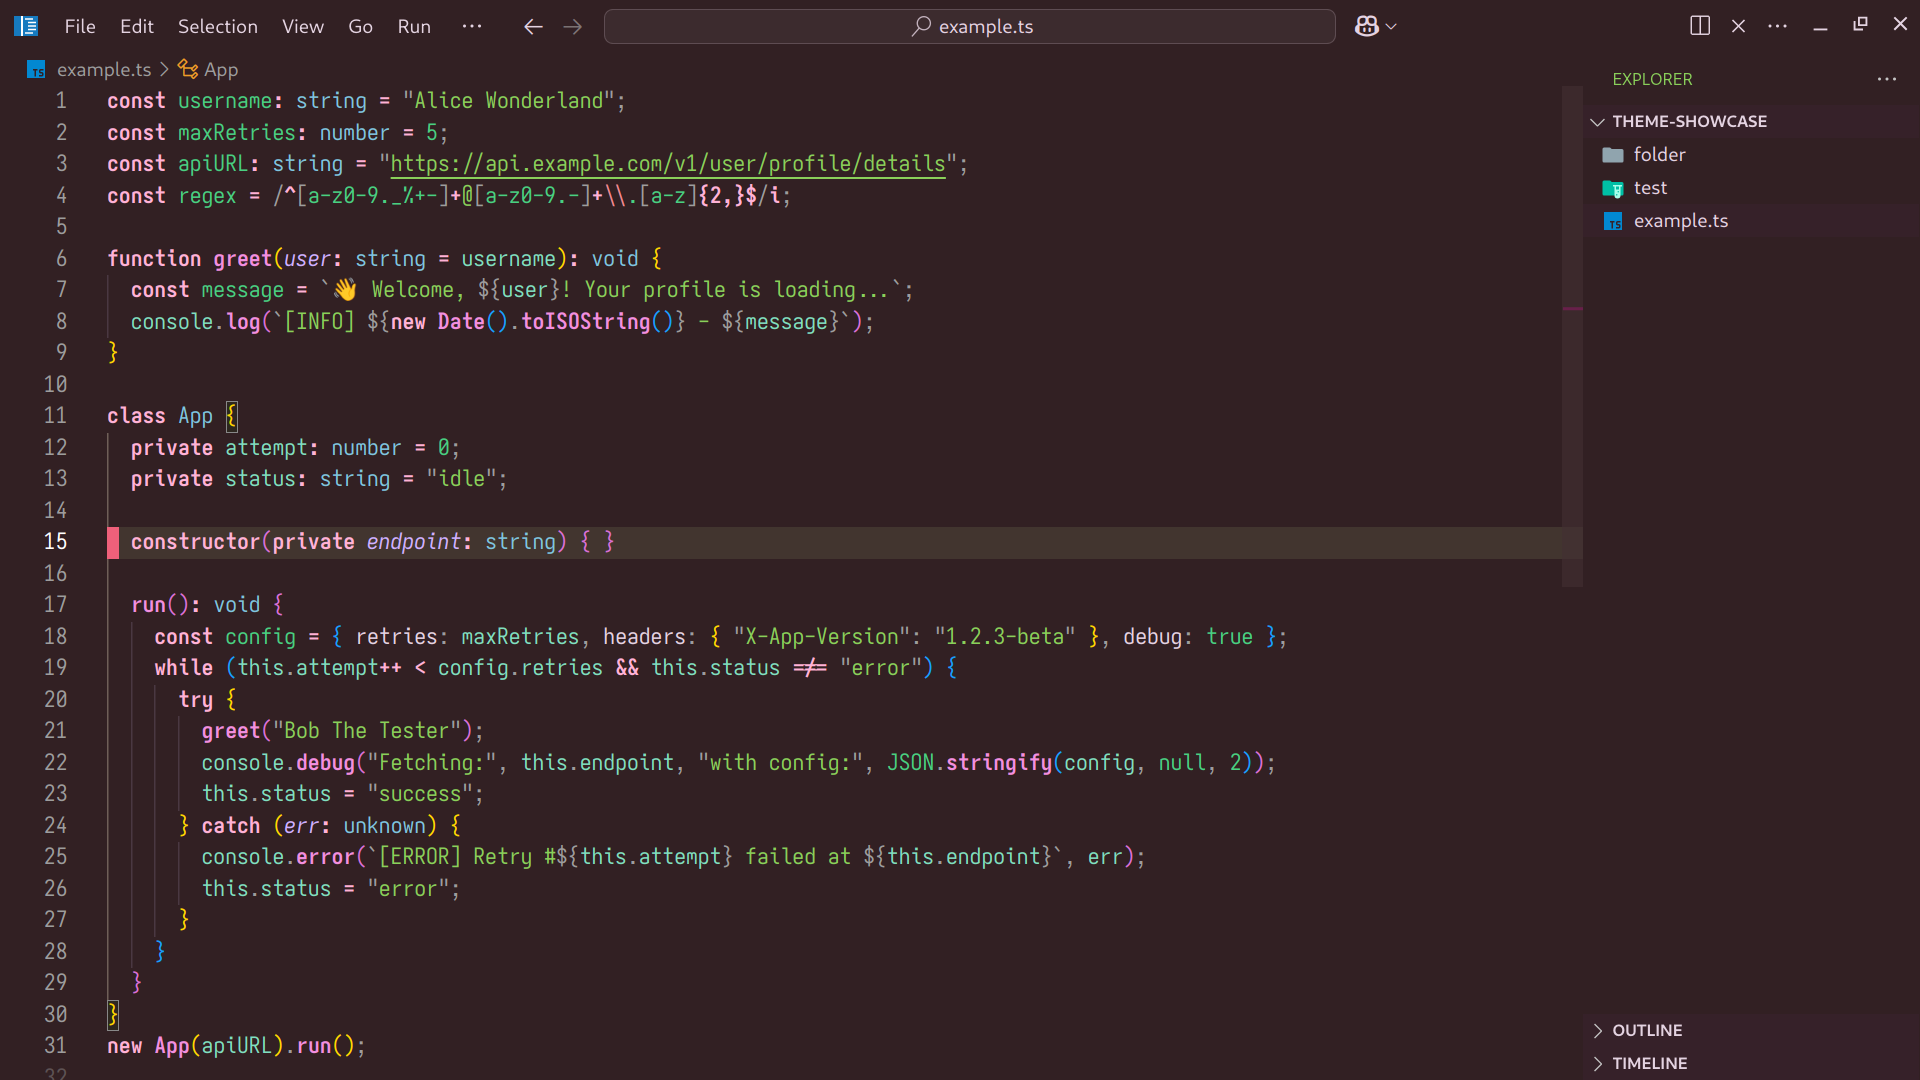 File Edit Selection View Go Run ···
example.ts
example.ts > App
1 const username: string = "Alice Wonderland";
2 const maxRetries: number = 5;
3 const apiURL: string = "https://api.example.com/v1/user/profile/details";
4 const regex = /^[a-z0-9._%+-]+@[a-z0-9.-]+\\.[a-z]{2,}$/i;
5
6 function greet(user: string = username): void {
7 const message = `👋 Welcome, ${user}! Your profile is loading...`;
8 console.log(`[INFO] ${new Date().toISOString()} - ${message}`);
9 }
10
11 class App {
12 private attempt: number = 0;
13 private status: string = "idle";
14
15 constructor(private endpoint: string) { }
16
17 run(): void {
18 const config = { retries: maxRetries, headers: { "X-App-Version": "1.2.3-beta" }, debug: true };
19 while (this.attempt++ < config.retries && this.status !== "error") {
20 try {
21 greet("Bob The Tester");
22 console.debug("Fetching:", this.endpoint, "with config:", JSON.stringify(config, null, 2));
23 this.status = "success";
24 } catch (err: unknown) {
25 console.error(`[ERROR] Retry #${this.attempt} failed at ${this.endpoint}`, err);
26 this.status = "error";
27 }
28 }
29 }
30 }
31 new App(apiURL).run();
32
EXPLORER
THEME-SHOWCASE
folder
test
TS example.ts
OUTLINE
TIMELINE